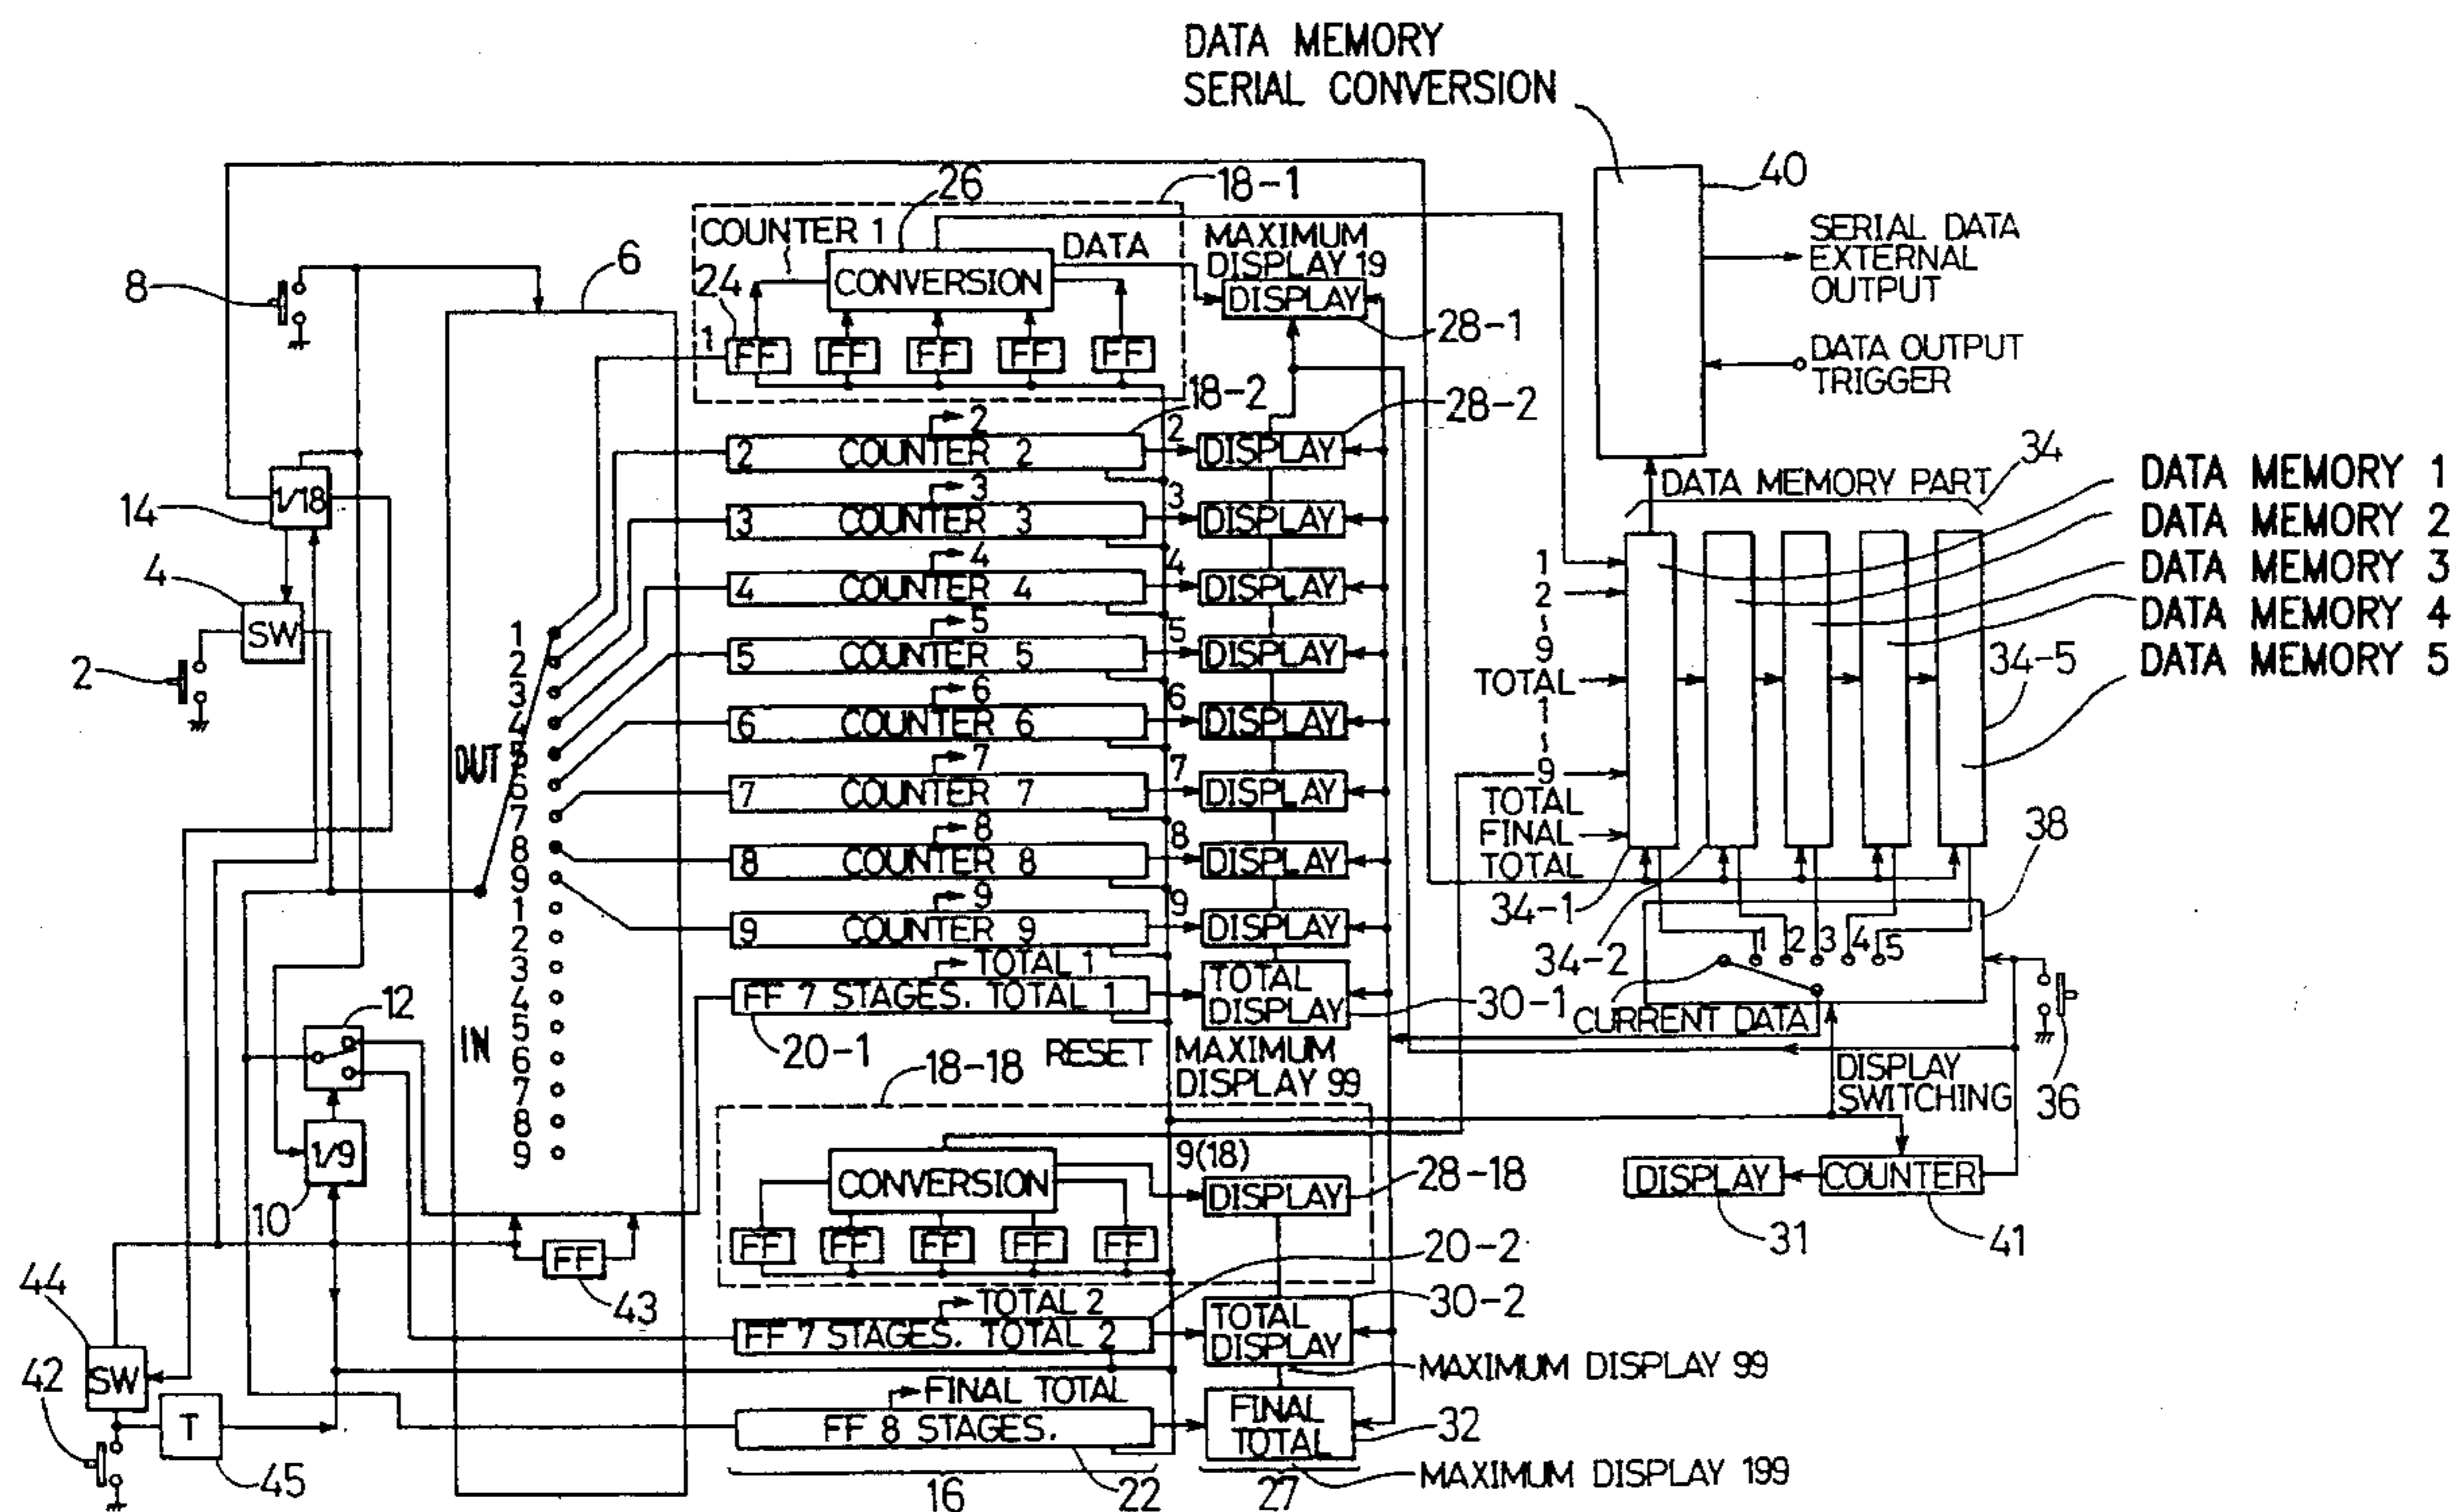 DATA MEMORY
SERIAL CONVERSION
40
SERIAL DATA
EXTERNAL
OUTPUT
DATA OUTPUT
TRIGGER
26
18-1
COUNTER 1
CONVERSION
DATA
MAXIMUM
DISPLAY 19
DISPLAY
28-1
24
1
FF FF FF FF FF
6
8
18-2
2
2 COUNTER 2
2
DISPLAY
28-2
3
3 COUNTER 3
3
DISPLAY
4
4 COUNTER 4
4
DISPLAY
5
5 COUNTER 5
5
DISPLAY
6
6 COUNTER 6
6
DISPLAY
7
7 COUNTER 7
7
DISPLAY
8
8 COUNTER 8
8
DISPLAY
9
9 COUNTER 9
9
DISPLAY
TOTAL 1
FF 7 STAGES. TOTAL 1
TOTAL
DISPLAY
30-1
20-1
RESET
MAXIMUM
DISPLAY 99
1/18
14
4
SW
2
OUT
1
2
3
4
5
6
7
8
9
IN
1
2
3
4
5
6
7
8
9
12
1/9
10
FF
43
44
SW
42
T
45
18-18
CONVERSION
9(18)
DISPLAY
28-18
FF FF FF FF FF
20-2
TOTAL 2
FF 7 STAGES. TOTAL 2
TOTAL
DISPLAY
30-2
MAXIMUM DISPLAY 99
FINAL TOTAL
FF 8 STAGES.
FINAL
TOTAL
32
MAXIMUM DISPLAY 199
16
22
27
34
DATA MEMORY PART
DATA MEMORY 1
DATA MEMORY 2
DATA MEMORY 3
DATA MEMORY 4
DATA MEMORY 5
34-5
1
2
~
9
TOTAL
1
~
9
TOTAL
FINAL
TOTAL
34-1
34-2
38
1 2 3 4 5
CURRENT DATA
DISPLAY
SWITCHING
36
DISPLAY
31
COUNTER
41